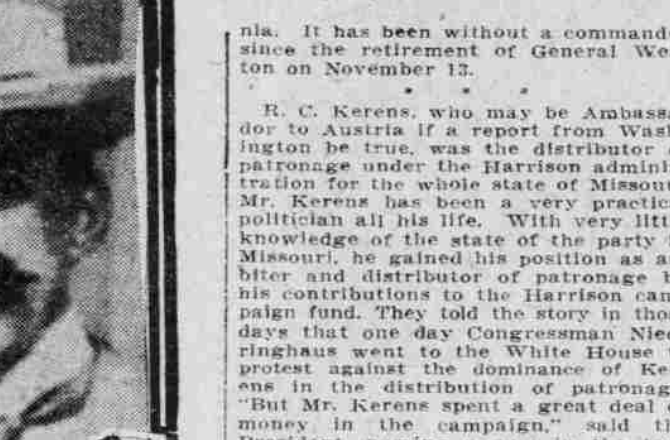 nia. It has been without a command
since the retirement of General We
ton on November 13.
* * *
R. C. Kerens, who may be Ambassa
dor to Austria if a report from Wash
ington be true, was the distributor
patronage under the Harrison admini
tration for the whole state of Missou
Mr. Kerens has been a very practic
politician all his life. With very litt
knowledge of the state of the party
Missouri, he gained his position as a
biter and distributor of patronage
his contributions to the Harrison cam
paign fund. They told the story in tho
days that one day Congressman Nied
ringhaus went to the White House
protest against the dominance of Ke
ens in the distribution of patronag
"But Mr. Kerens spent a great deal
money in the campaign," said t